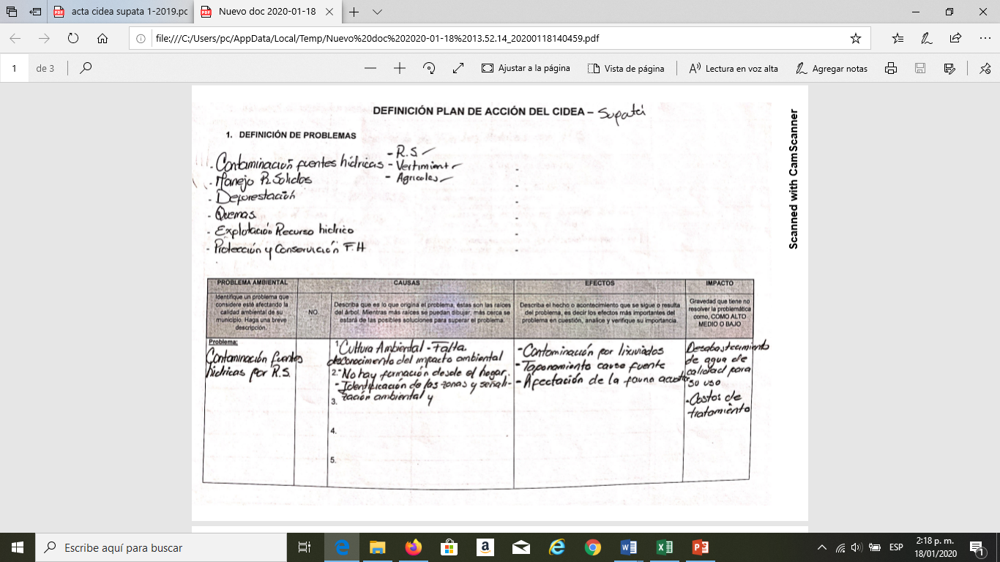 acta cidea supata 1-2019.pc
Nuevo doc 2020-01-18
file:///C:/Users/pc/AppData/Local/Temp/Nuevo%20doc%202020-01-18%2013.52.14_20200118140459.pdf
1 de 3
Ajustar a la página
Vista de página
Lectura en voz alta
Agregar notas
DEFINICIÓN PLAN DE ACCIÓN DEL CIDEA – Supatá
1. DEFINICIÓN DE PROBLEMAS
- R.S
- Contaminación fuentes hídricas - Vertimient
- Manejo R. Solidos - Agricolas
- Deforestación
- Quemas
- Explotación Recurso hidrico
- Protección y Conservación F.H
Scanned with CamScanner
PROBLEMA AMBIENTAL
Identifique un problema que
considere esté afectando la
calidad ambiental de su
municipio. Haga una breve
descripción.
NO.
CAUSAS
Describa que es lo que origina el problema, éstas son las raíces
del árbol. Mientras más raíces se puedan dibujar, más cerca se
estará de las posibles soluciones para superar el problema.
EFECTOS
Describa el hecho o acontecimiento que se sigue o resulta
del problema, es decir los efectos más importantes del
problema en cuestión, analice y verifique su importancia.
IMPACTO
Gravedad que tiene no
resolver la problemática
como, COMO ALTO
MEDIO O BAJO
Problema:
Contaminación fuentes
hídricas por R.S.
1. Cultura Ambiental - Falta
de conocimiento del impacto ambiental
2. - No hay formación desde el hogar.
- Identificación de las zonas y señali-
3. zación ambiental y
4.
5.
- Contaminación por lixiviados
- Taponamiento cause fuente
- Afectación de la fauna
Desabastecimiento
de agua de
calidad para
su uso
- Costos de
tratamiento
Escribe aquí para buscar
ESP
2:18 p. m.
18/01/2020
1